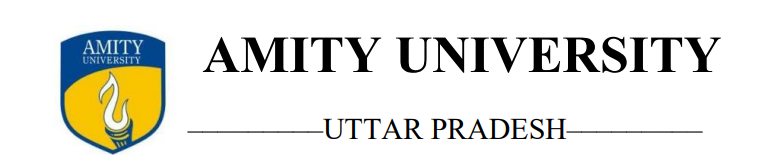 AMITY
UNIVERSITY
AMITY UNIVERSITY
—————————UTTAR PRADESH—————————